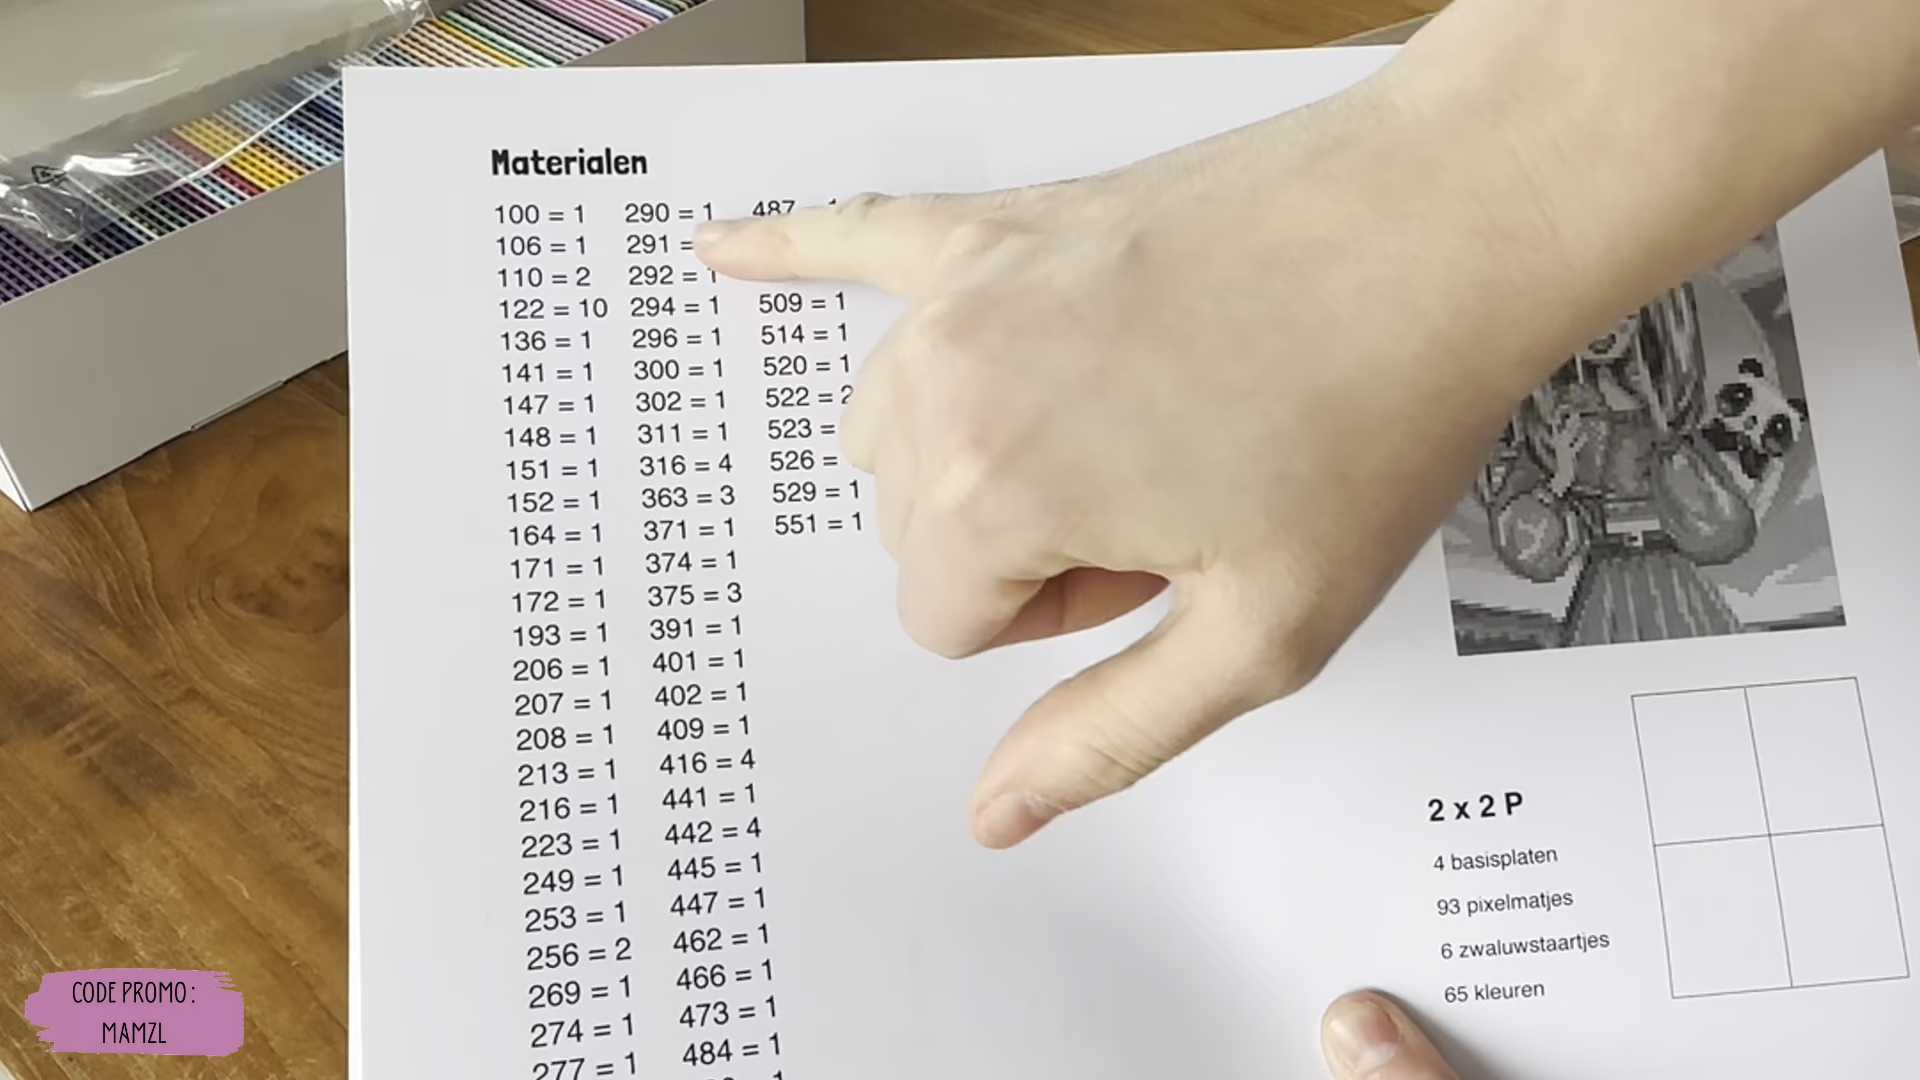 Materialen
100 = 1
106 = 1
110 = 2
122 = 10
136 = 1
141 = 1
147 = 1
148 = 1
151 = 1
152 = 1
164 = 1
171 = 1
172 = 1
193 = 1
206 = 1
207 = 1
208 = 1
213 = 1
216 = 1
223 = 1
249 = 1
253 = 1
256 = 2
269 = 1
274 = 1
277 = 1
290 = 1
291 =
292 = 1
294 = 1
296 = 1
300 = 1
302 = 1
311 = 1
316 = 4
363 = 3
371 = 1
374 = 1
375 = 3
391 = 1
401 = 1
402 = 1
409 = 1
416 = 4
441 = 1
442 = 4
445 = 1
447 = 1
462 = 1
466 = 1
473 = 1
484 = 1
487
509 = 1
514 = 1
520 = 1
522 = 2
523 =
526 =
529 = 1
551 = 1
2 x 2 P
4 basisplaten
93 pixelmatjes
6 zwaluwstaartjes
65 kleuren
CODE PROMO :
MAMZL